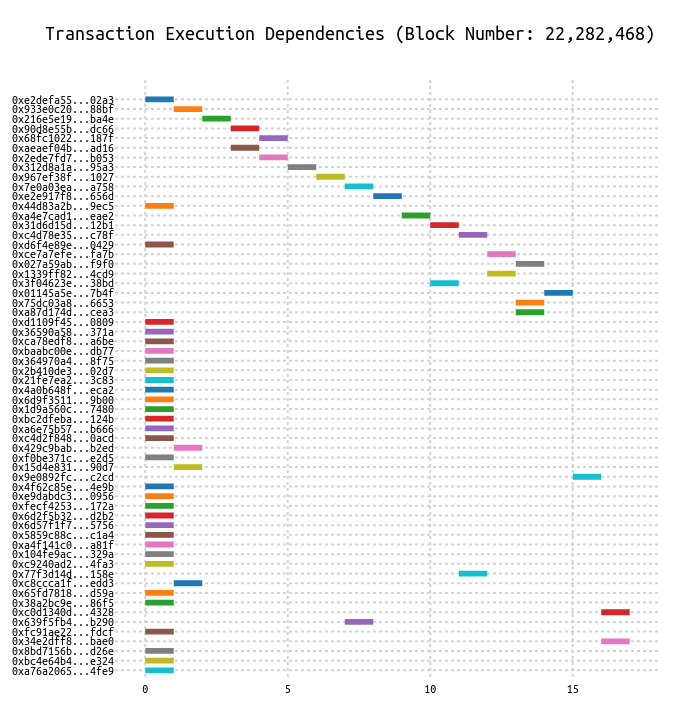 Transaction Execution Dependencies (Block Number: 22,282,468)
0xe2defa55...02a3
0x933e0c20...88bf
0x216e5e19...ba4e
0x90d8e55b...dc66
0x68fc1022...187f
0xaeaef04b...ad16
0x2ede7fd7...b053
0x312d8a1a...95a3
0x967ef38f...1027
0x7e0a03ea...a758
0xe2e917f8...656d
0x44d83a2b...9ec5
0xa4e7cad1...eae2
0x31d6d15d...12b1
0xc4d78e35...c78f
0xd6f4e89e...0429
0xce7a7efe...fa7b
0x027a59ab...f9f0
0x1339ff82...4cd9
0x3f04623e...38bd
0x01145a5e...7b4f
0x75dc03a8...6653
0xa87d174d...cea3
0xd1109f45...0809
0x36590a58...371a
0xca78edf8...a6be
0xbaabc00e...db77
0x364970a4...8f75
0x2b410de3...02d7
0x21fe7ea2...3c83
0x4a0b648f...eca2
0x6d9f3511...9b00
0x1d9a560c...7480
0xbc2dfeba...124b
0xa6e75b57...b666
0xc4d2f848...0acd
0x429c9bab...b2ed
0xf0be371c...e2d5
0x15d4e831...90d7
0x9e0892fc...c2cd
0x4f62c85e...4e9b
0xe9dabdc3...0956
0xfecf4253...172a
0x6d2f5b32...d2b2
0x6d57f1f7...5756
0x5859c88c...c1a4
0xa4f141c0...a81f
0x104fe9ac...329a
0xc9240ad2...4fa3
0x77f3d14d...158e
0xc8ccca1f...edd3
0x65fd7818...d59a
0x38a2bc9e...86f5
0xc0d1340d...4328
0x639f5fb4...b290
0xfc91ae22...fdcf
0x34e2dff8...bae0
0x8bd7156b...d26e
0xbc4e64b4...e324
0xa76a2065...4fe9
0 5 10 15